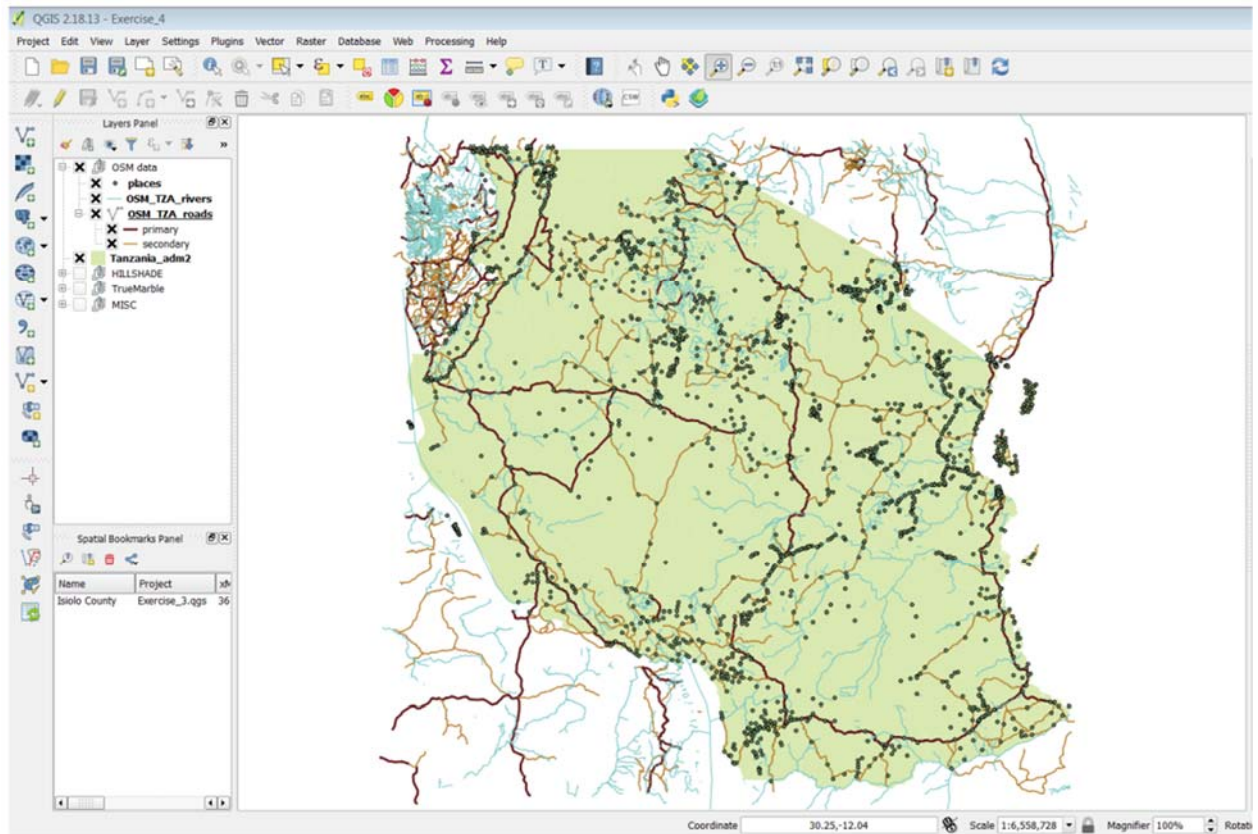 QGIS 2.18.13 - Exercise_4
Project Edit View Layer Settings Plugins Vector Raster Database Web Processing Help
Layers Panel
OSM data
places
OSM_TZA_rivers
OSM_TZA_roads
primary
secondary
Tanzania_adm2
HILLSHADE
TrueMarble
MISC
Spatial Bookmarks Panel
Name Project xM
Isiolo County Exercise_3.qgs 36
Coordinate 30.25,-12.04 Scale 1:6,558,728 Magnifier 100% Rotati